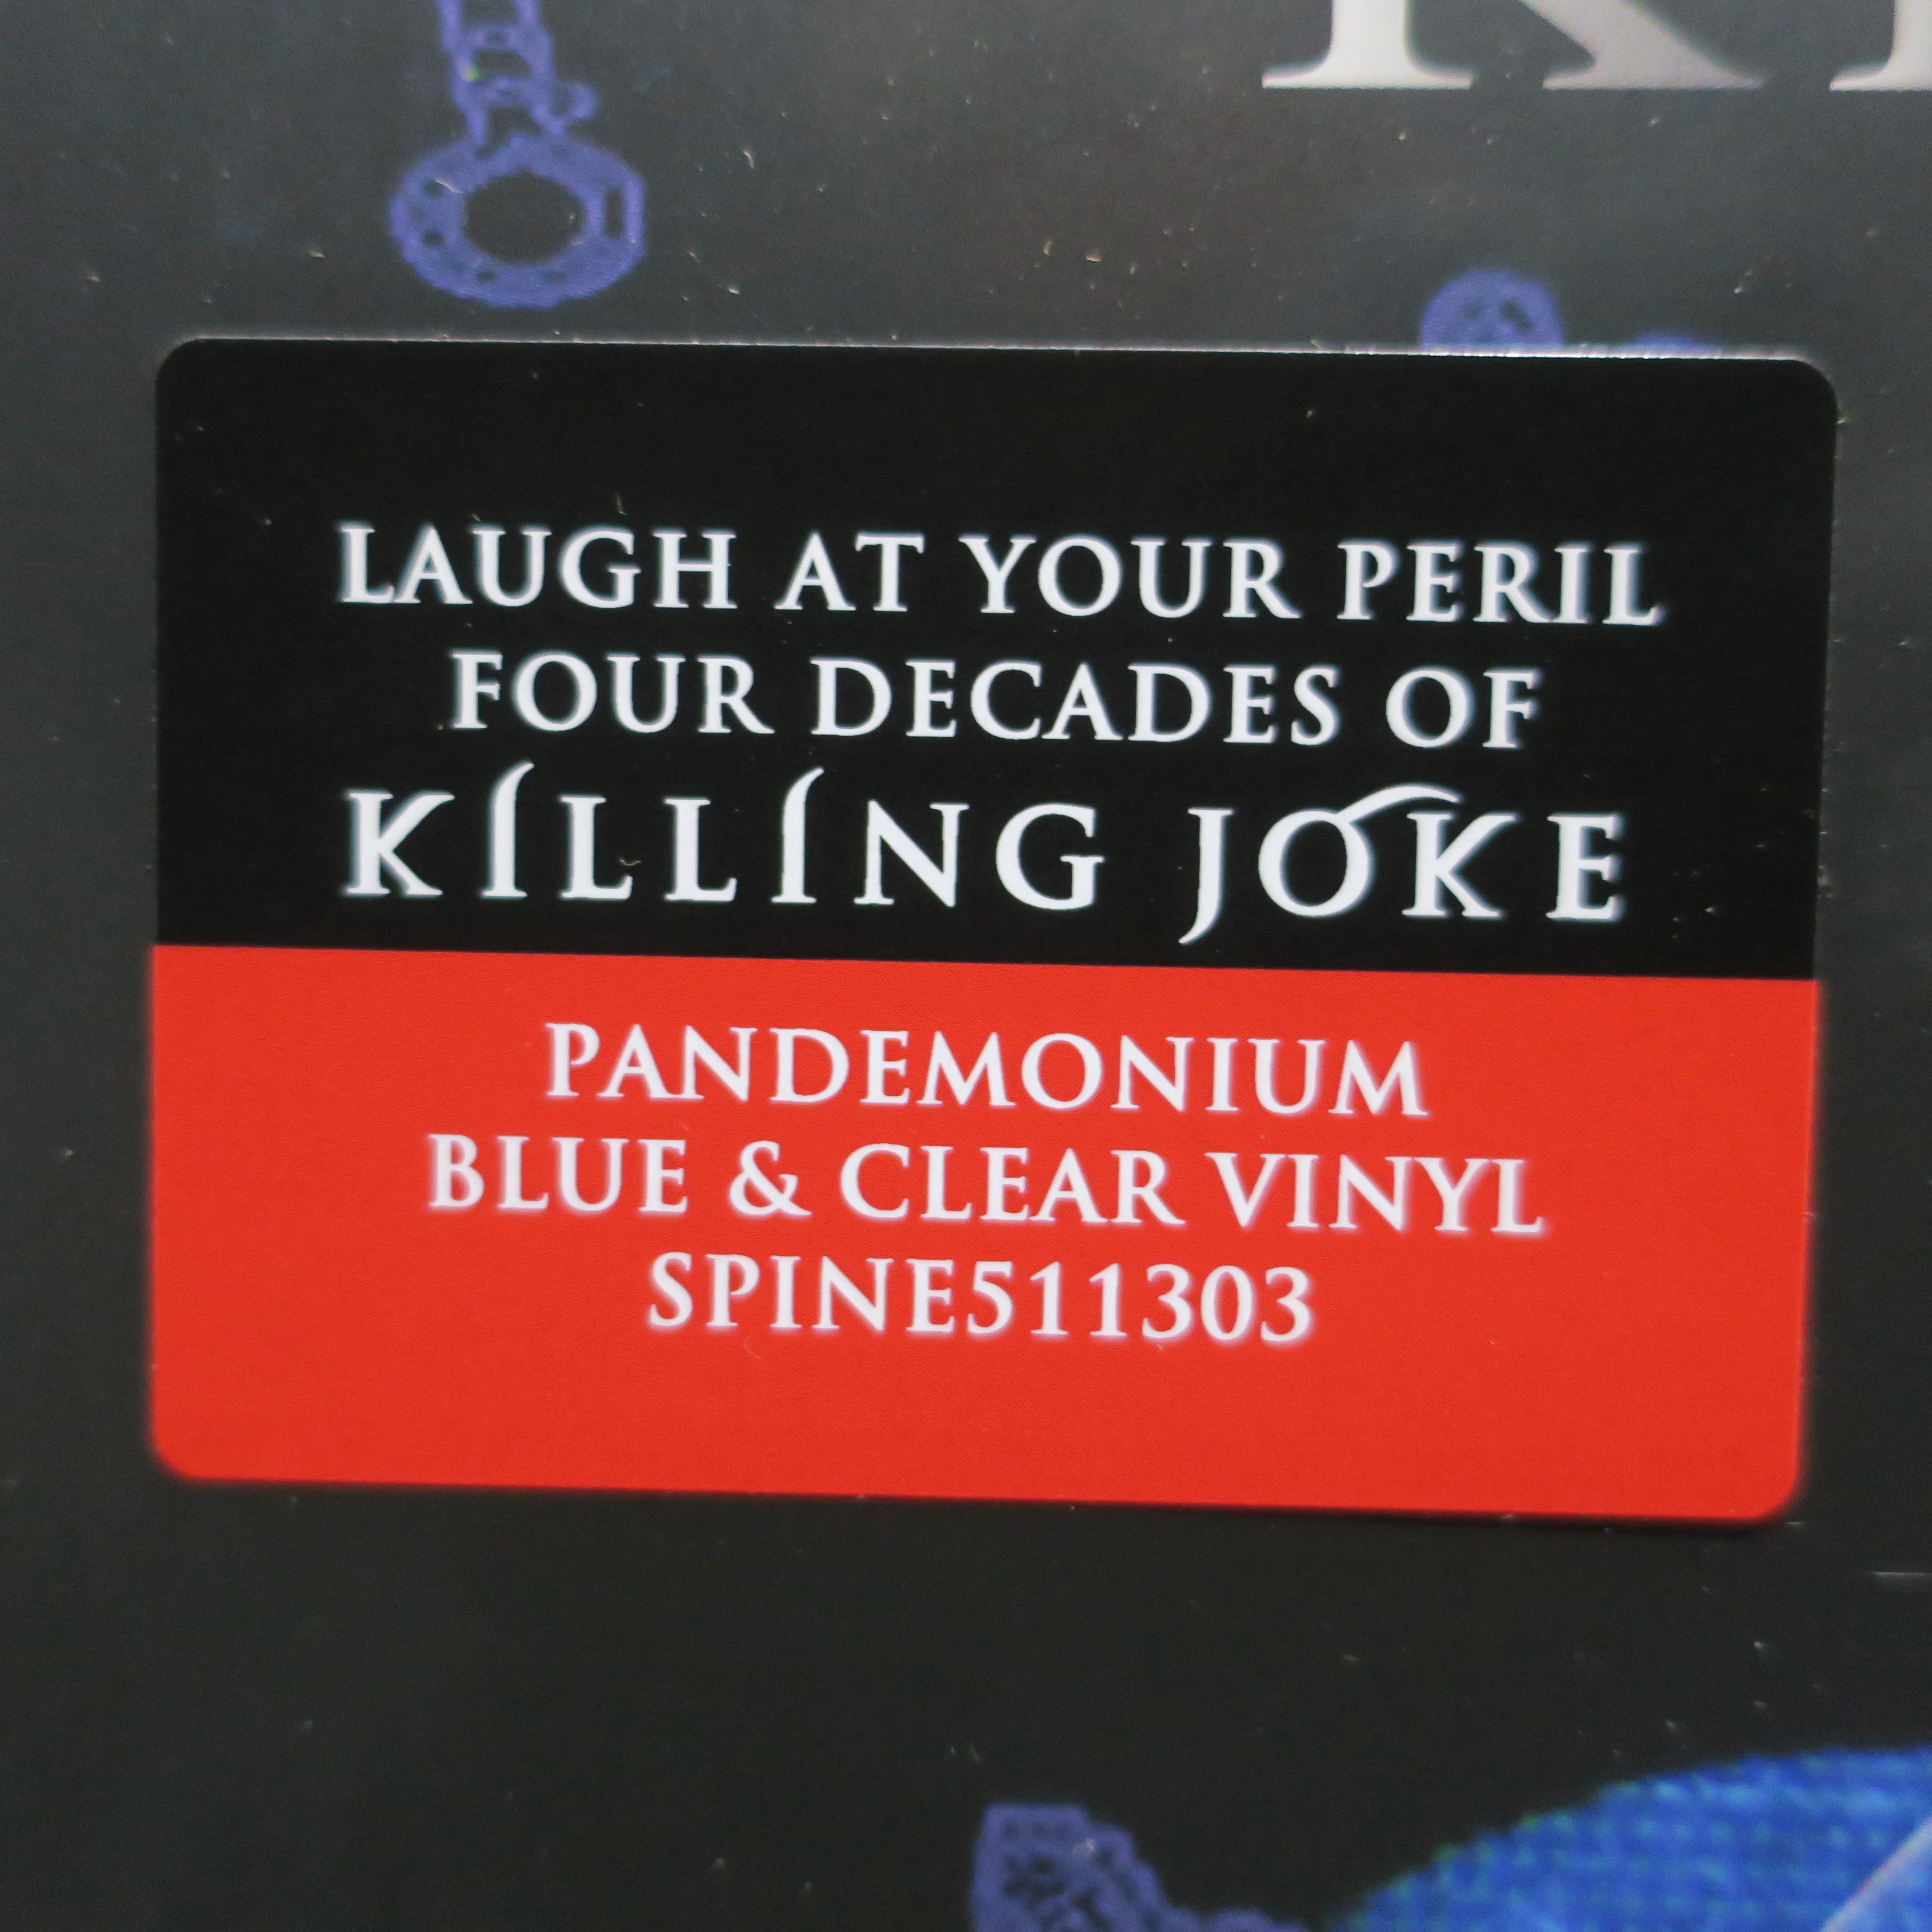 LAUGH AT YOUR PERIL
FOUR DECADES OF
KILLING JOKE
PANDEMONIUM
BLUE & CLEAR VINYL
SPINE511303